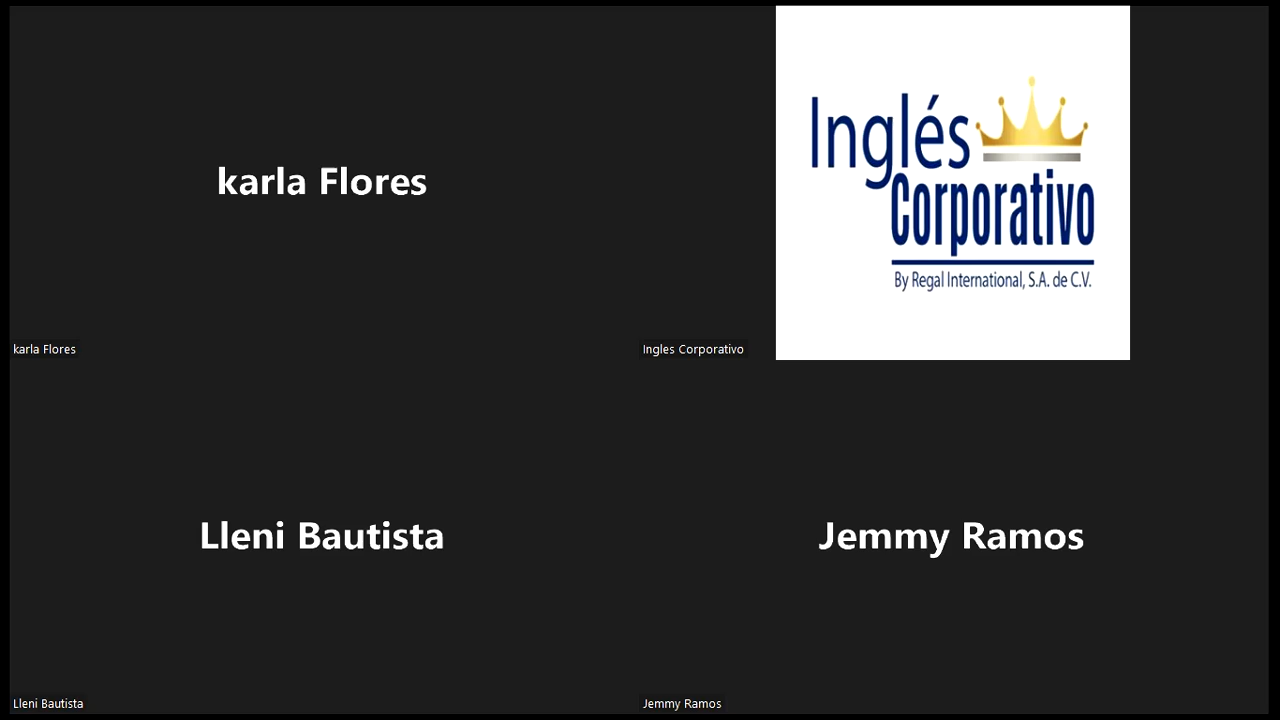 karla Flores
karla Flores
Inglés
Corporativo
By Regal International, S.A. de C.V.
Ingles Corporativo
Lleni Bautista
Lleni Bautista
Jemmy Ramos
Jemmy Ramos